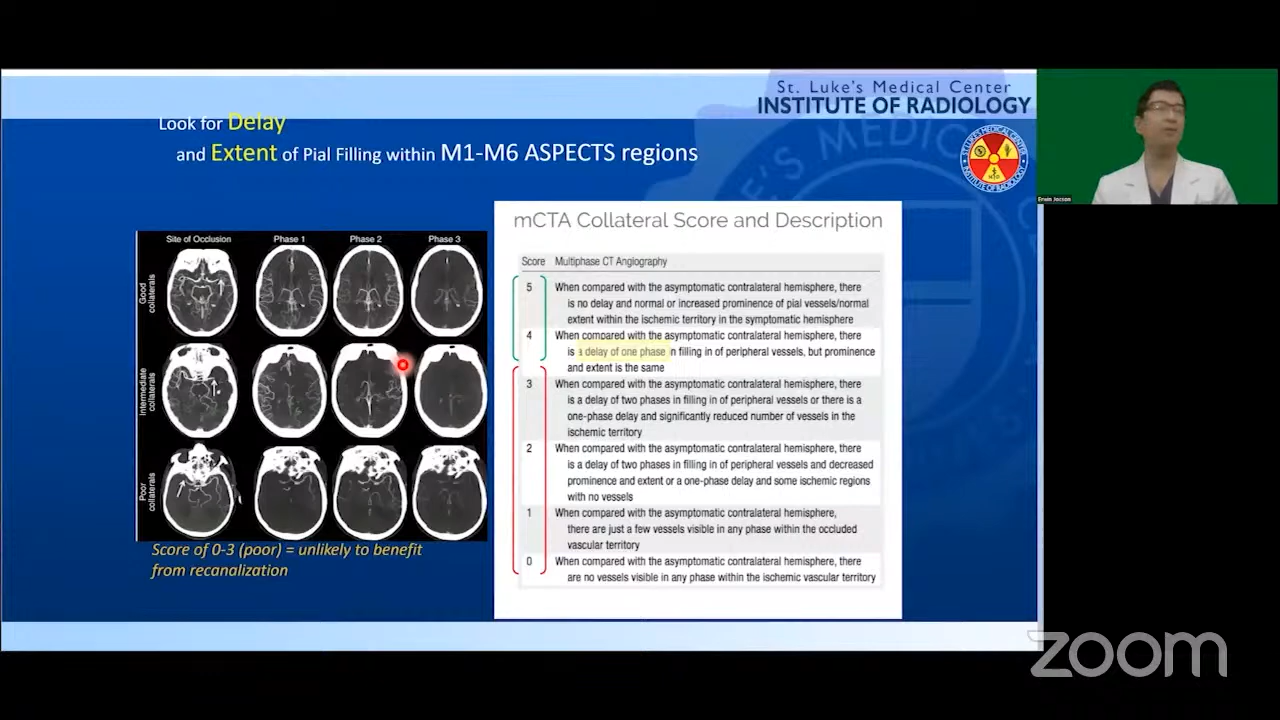 St. Luke's Medical Center
INSTITUTE OF RADIOLOGY
Look for Delay
and Extent of Pial Filling within M1-M6 ASPECTS regions
Erwin Jocson
mCTA Collateral Score and Description
Site of Occlusion Phase 1 Phase 2 Phase 3
Good
collaterals
Intermediate
collaterals
Poor
collaterals
Score of 0-3 (poor) = unlikely to benefit
from recanalization
Score Multiphase CT Angiography
5 When compared with the asymptomatic contralateral hemisphere, there
is no delay and normal or increased prominence of pial vessels/normal
extent within the ischemic territory in the symptomatic hemisphere
4 When compared with the asymptomatic contralateral hemisphere, there
is a delay of one phase in filling in of peripheral vessels, but prominence
and extent is the same
3 When compared with the asymptomatic contralateral hemisphere, there
is a delay of two phases in filling in of peripheral vessels or there is a
one-phase delay and significantly reduced number of vessels in the
ischemic territory
2 When compared with the asymptomatic contralateral hemisphere, there
is a delay of two phases in filling in of peripheral vessels and decreased
prominence and extent or a one-phase delay and some ischemic regions
with no vessels
1 When compared with the asymptomatic contralateral hemisphere,
there are just a few vessels visible in any phase within the occluded
vascular territory
0 When compared with the asymptomatic contralateral hemisphere, there
are no vessels visible in any phase within the ischemic vascular territory
zoom